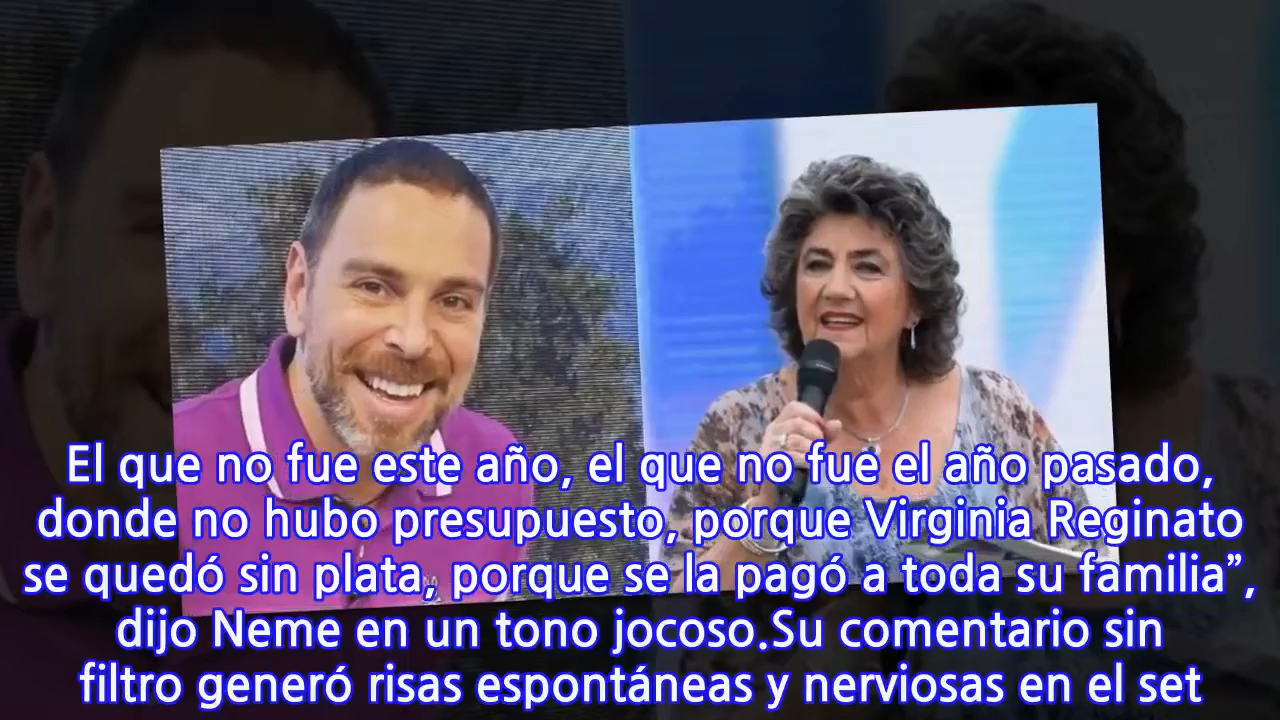 El que no fue este año, el que no fue el año pasado,
donde no hubo presupuesto, porque Virginia Reginato
se quedó sin plata, porque se la pagó a toda su familia”,
dijo Neme en un tono jocoso.Su comentario sin
filtro generó risas espontáneas y nerviosas en el set